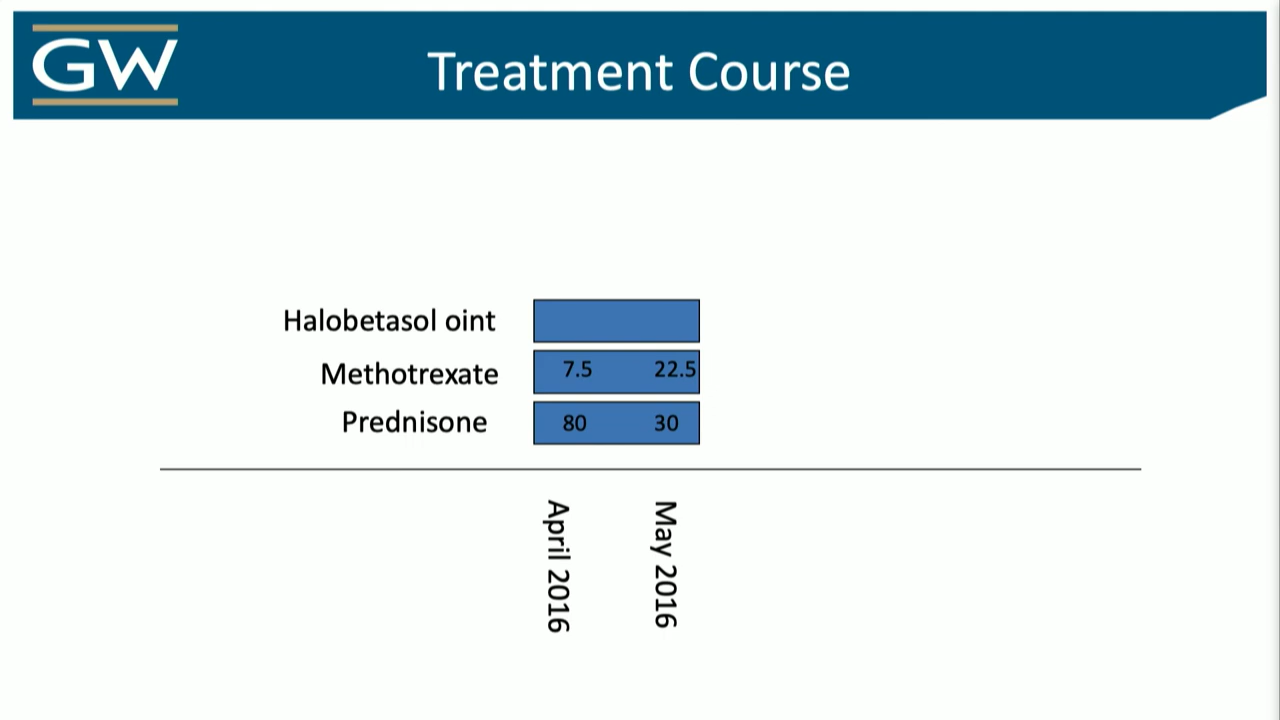 GW
Treatment Course
Halobetasol oint
Methotrexate 7.5 22.5
Prednisone 80 30
April 2016
May 2016